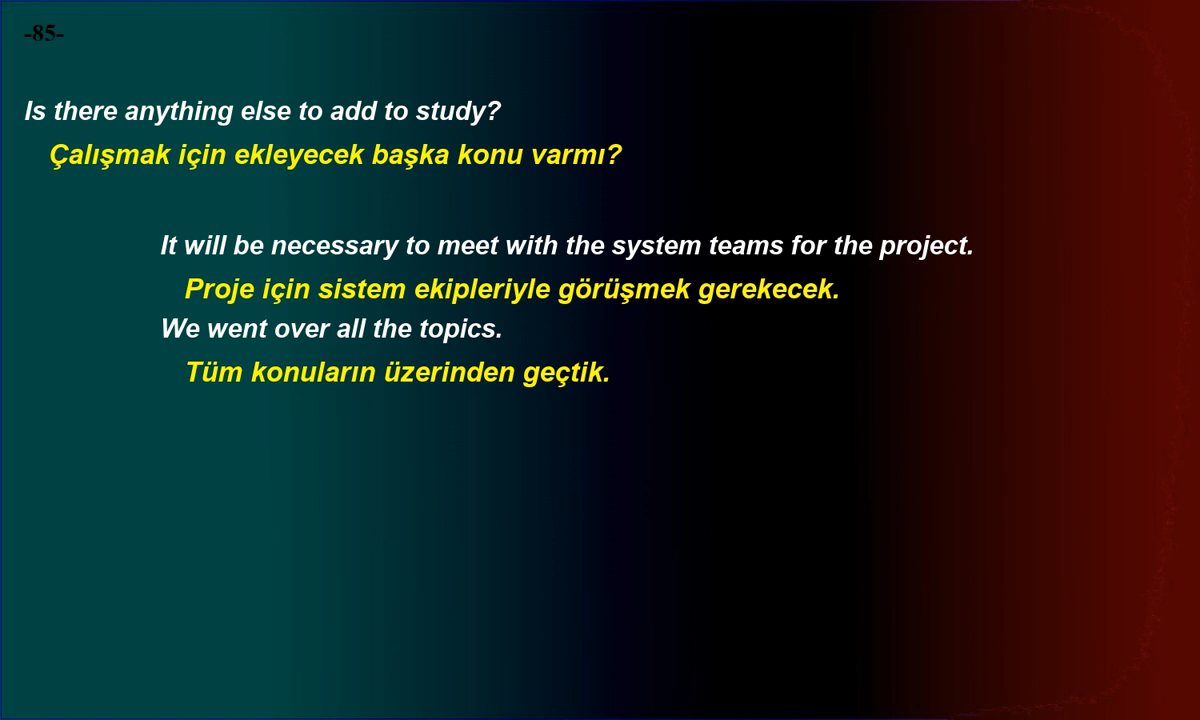 -85-
Is there anything else to add to study?
Çalışmak için ekleyecek başka konu varmı?
It will be necessary to meet with the system teams for the project.
Proje için sistem ekipleriyle görüşmek gerekecek.
We went over all the topics.
Tüm konuların üzerinden geçtik.